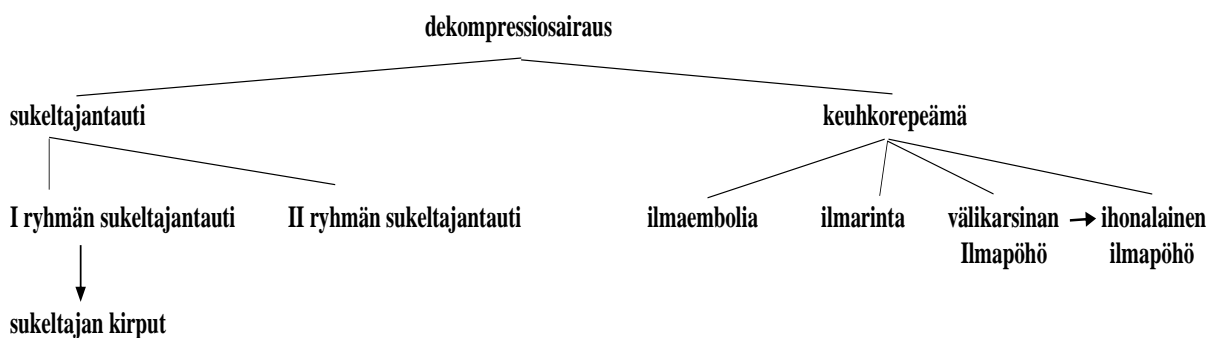 dekompressiosairaus
sukeltajantauti
keuhkorepeämä
I ryhmän sukeltajantauti
II ryhmän sukeltajantauti
ilmaembolia
ilmarinta
välikarsinan
Ilmapöhö
ihonalainen
ilmapöhö
sukeltajan kirput